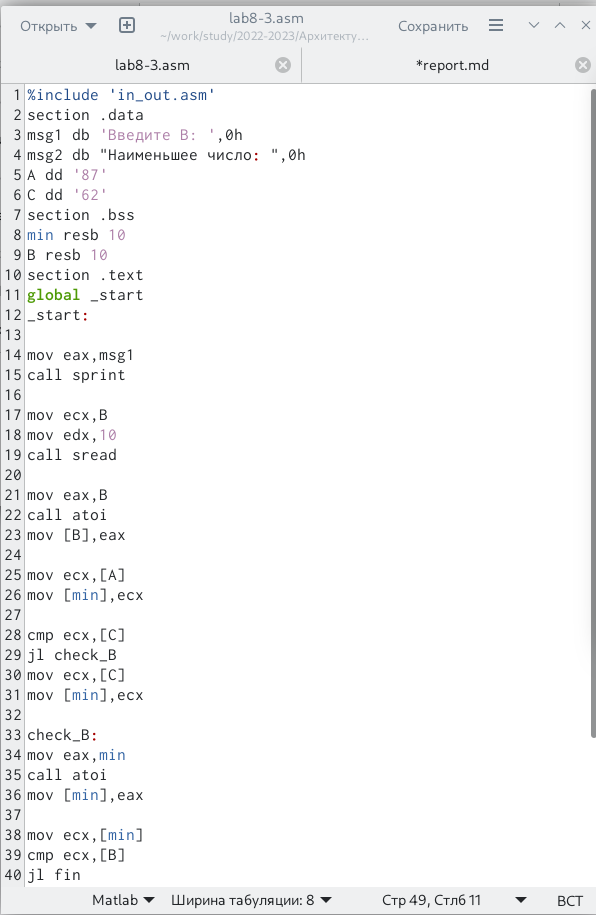 Открыть
lab8-3.asm
~/work/study/2022-2023/Архитекту…
Сохранить
lab8-3.asm
*report.md
1 %include 'in_out.asm'
2 section .data
3 msg1 db 'Введите B: ',0h
4 msg2 db "Наименьшее число: ",0h
5 A dd '87'
6 C dd '62'
7 section .bss
8 min resb 10
9 B resb 10
10 section .text
11 global _start
12 _start:
13
14 mov eax,msg1
15 call sprint
16
17 mov ecx,B
18 mov edx,10
19 call sread
20
21 mov eax,B
22 call atoi
23 mov [B],eax
24
25 mov ecx,[A]
26 mov [min],ecx
27
28 cmp ecx,[C]
29 jl check_B
30 mov ecx,[C]
31 mov [min],ecx
32
33 check_B:
34 mov eax,min
35 call atoi
36 mov [min],eax
37
38 mov ecx,[min]
39 cmp ecx,[B]
40 jl fin
Matlab
Ширина табуляции: 8
Стр 49, Стлб 11
ВСТ